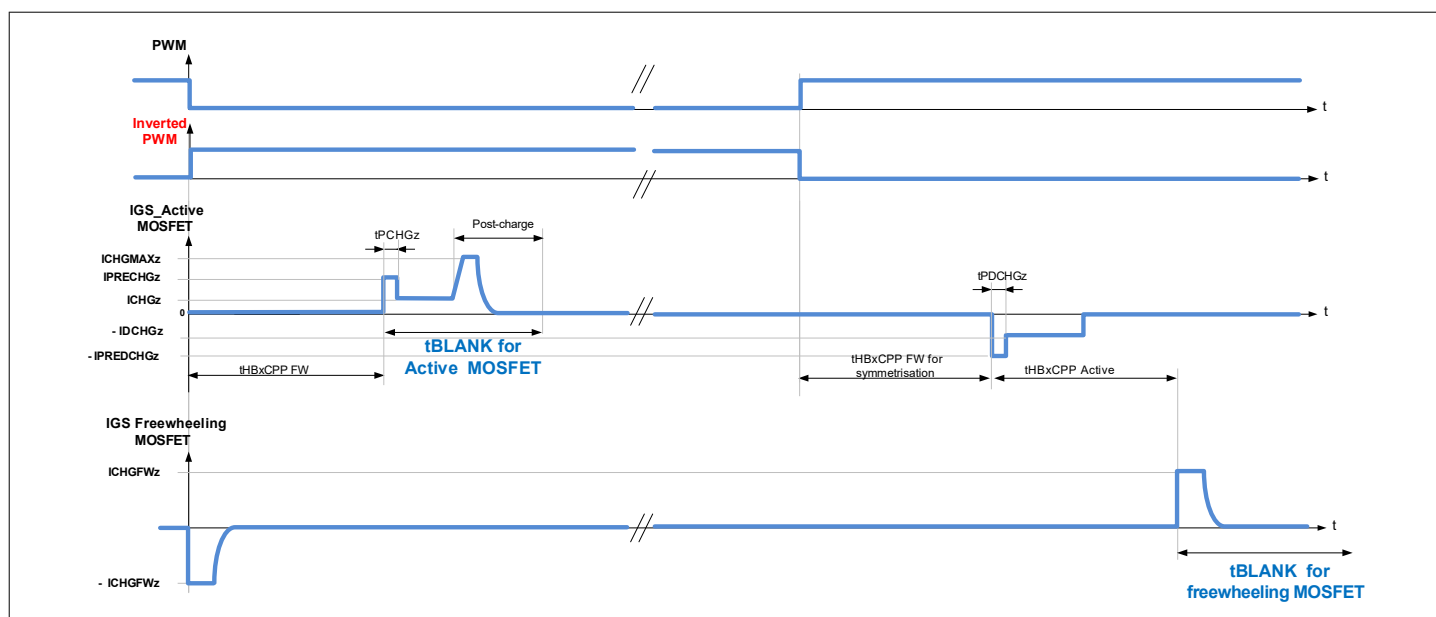 PWM
t
Inverted
PWM
t
IGS_Active
MOSFET
tPCHGz
Post-charge
tPDCHGz
ICHGMAXz
IPRECHGz
ICHGz
0
t
- IDCHGz
- IPREDCHGz
tBLANK for
Active MOSFET
tHBxCPP FW
tHBxCPP FW for
symmetrisation
tHBxCPP Active
IGS Freewheeling
MOSFET
ICHGFWz
t
- ICHGFWz
tBLANK for
freewheeling MOSFET